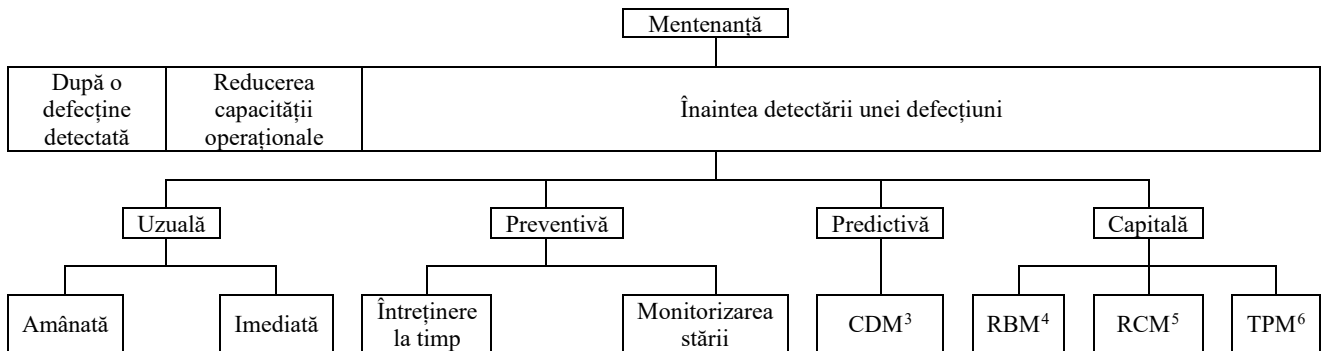 Mentenanță
După o
defecține
detectată
Reducerea
capacității
operaționale
Înaintea detectării unei defecțiuni
Uzuală
Preventivă
Predictivă
Capitală
Amânată
Imediată
Întreținere
la timp
Monitorizarea
stării
CDM³
RBM⁴
RCM⁵
TPM⁶